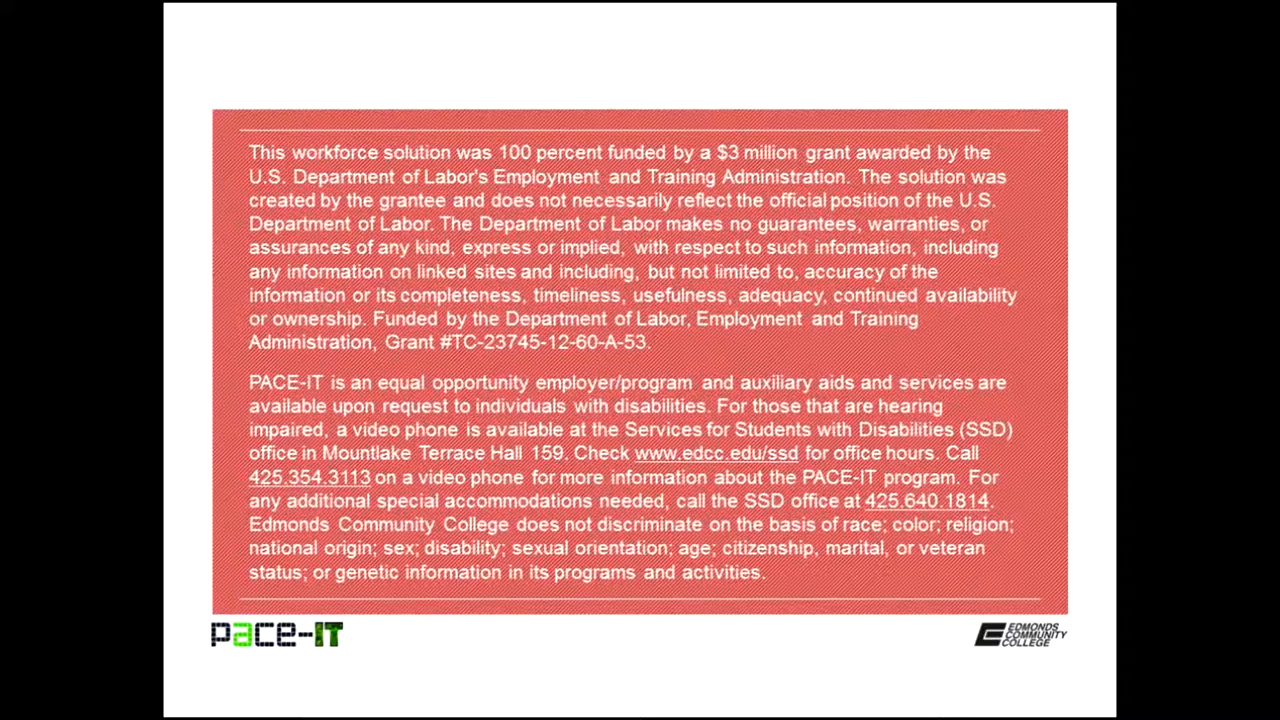 This workforce solution was 100 percent funded by a $3 million grant awarded by the
U.S. Department of Labor's Employment and Training Administration. The solution was
created by the grantee and does not necessarily reflect the official position of the U.S.
Department of Labor. The Department of Labor makes no guarantees, warranties, or
assurances of any kind, express or implied, with respect to such information, including
any information on linked sites and including, but not limited to, accuracy of the
information or its completeness, timeliness, usefulness, adequacy, continued availability
or ownership. Funded by the Department of Labor, Employment and Training
Administration, Grant #TC-23745-12-60-A-53.
PACE-IT is an equal opportunity employer/program and auxiliary aids and services are
available upon request to individuals with disabilities. For those that are hearing
impaired, a video phone is available at the Services for Students with Disabilities (SSD)
office in Mountlake Terrace Hall 159. Check www.edcc.edu/ssd for office hours. Call
425.354.3113 on a video phone for more information about the PACE-IT program. For
any additional special accommodations needed, call the SSD office at 425.640.1814.
Edmonds Community College does not discriminate on the basis of race; color; religion;
national origin; sex; disability; sexual orientation; age; citizenship, marital, or veteran
status; or genetic information in its programs and activities.
pace-IT
EDMONDS
COMMUNITY
COLLEGE